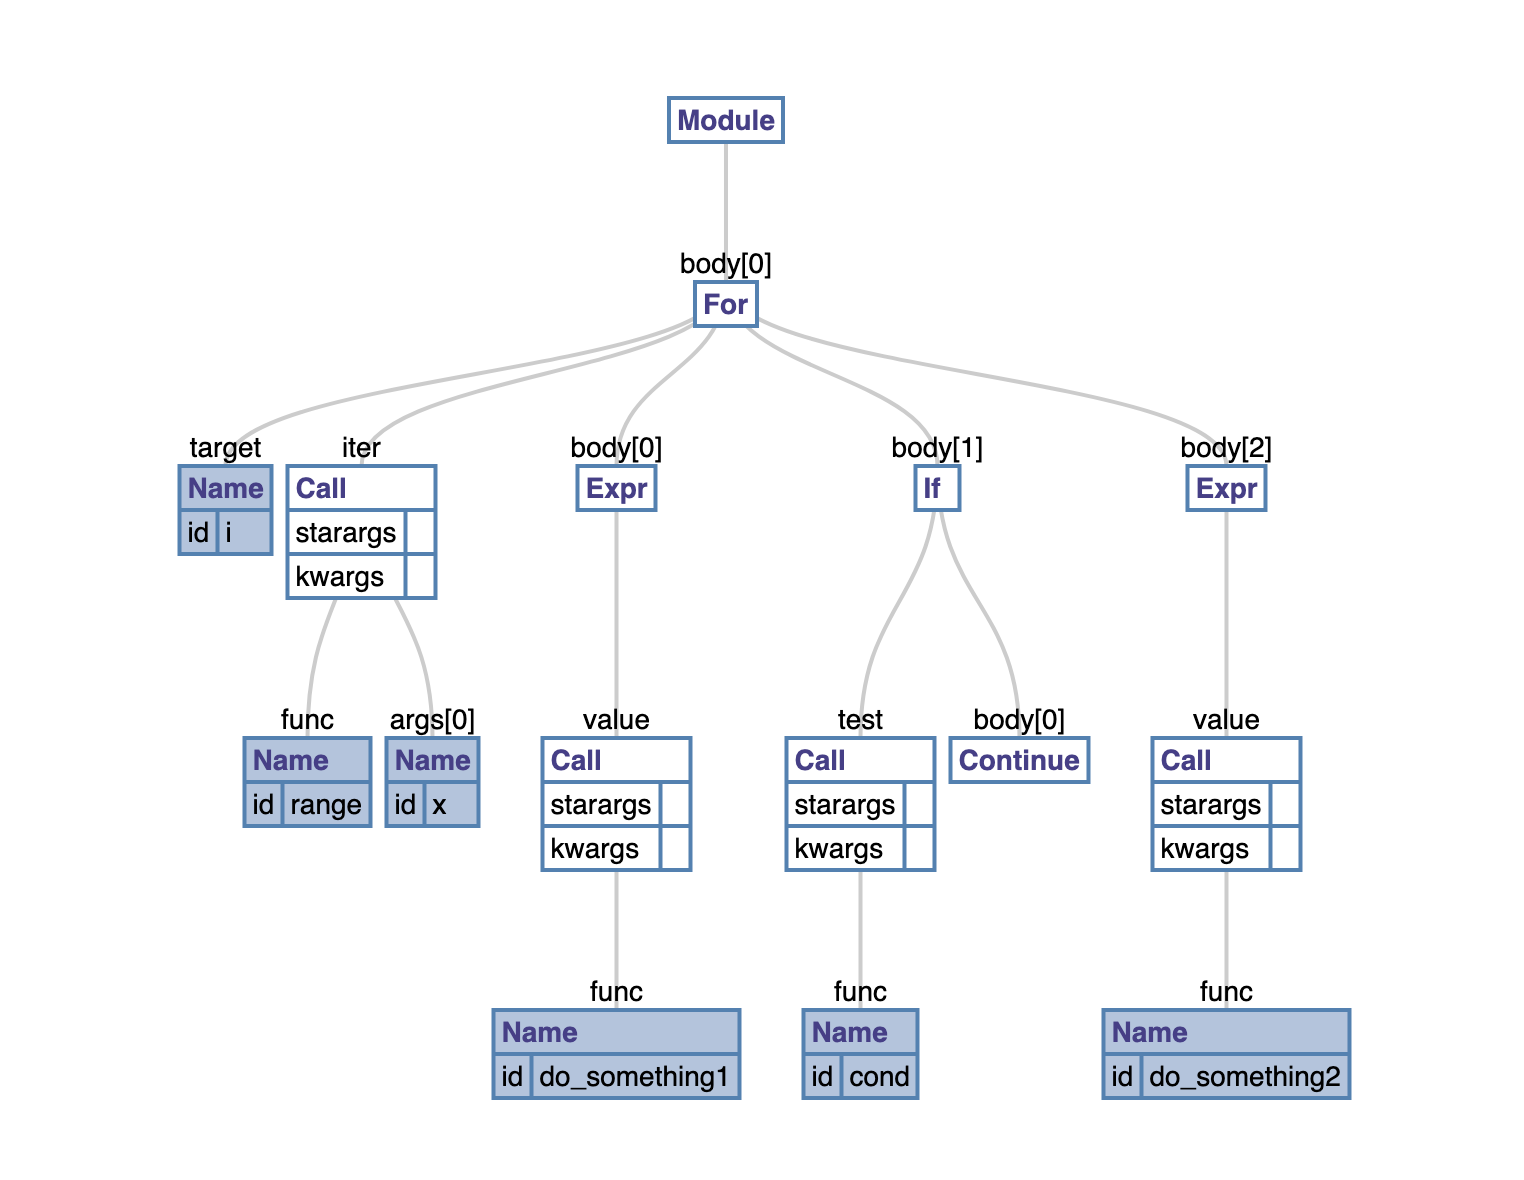 Module
body[0]
For
target iter body[0] body[1] body[2]
Name Call Expr If Expr
id i starargs
kwargs
func args[0] value test body[0] value
Name Name Call Call Continue Call
id range id x starargs starargs starargs
kwargs kwargs kwargs
func func func
Name Name Name
id do_something1 id cond id do_something2